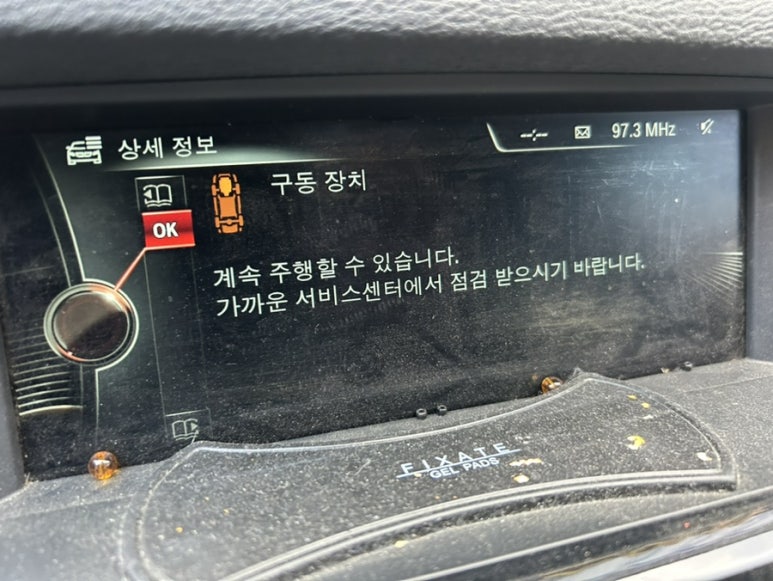 상세 정보
--:--
97.3 MHz
구동 장치
OK
계속 주행할 수 있습니다.
가까운 서비스센터에서 점검 받으시기 바랍니다.
FIXATE
GEL PADS